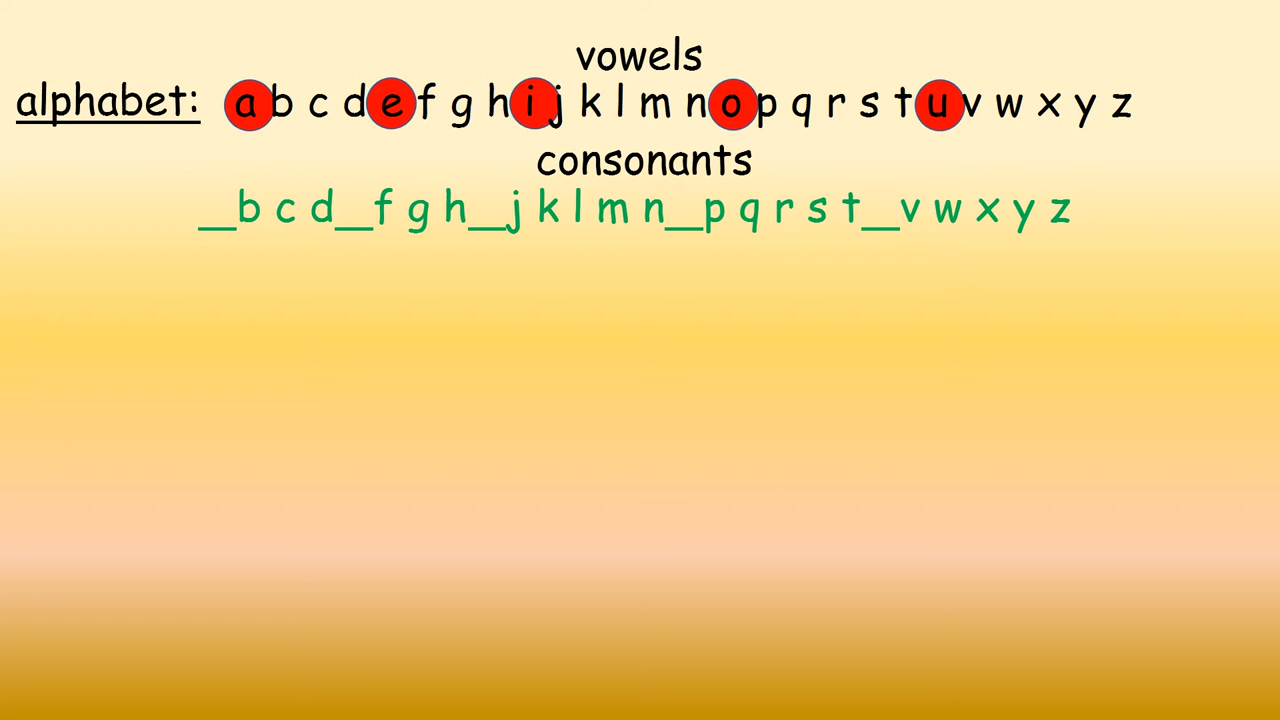 vowels
alphabet: a b c d e f g h i j k l m n o p q r s t u v w x y z
consonants
__b c d__f g h__j k l m n__p q r s t__v w x y z